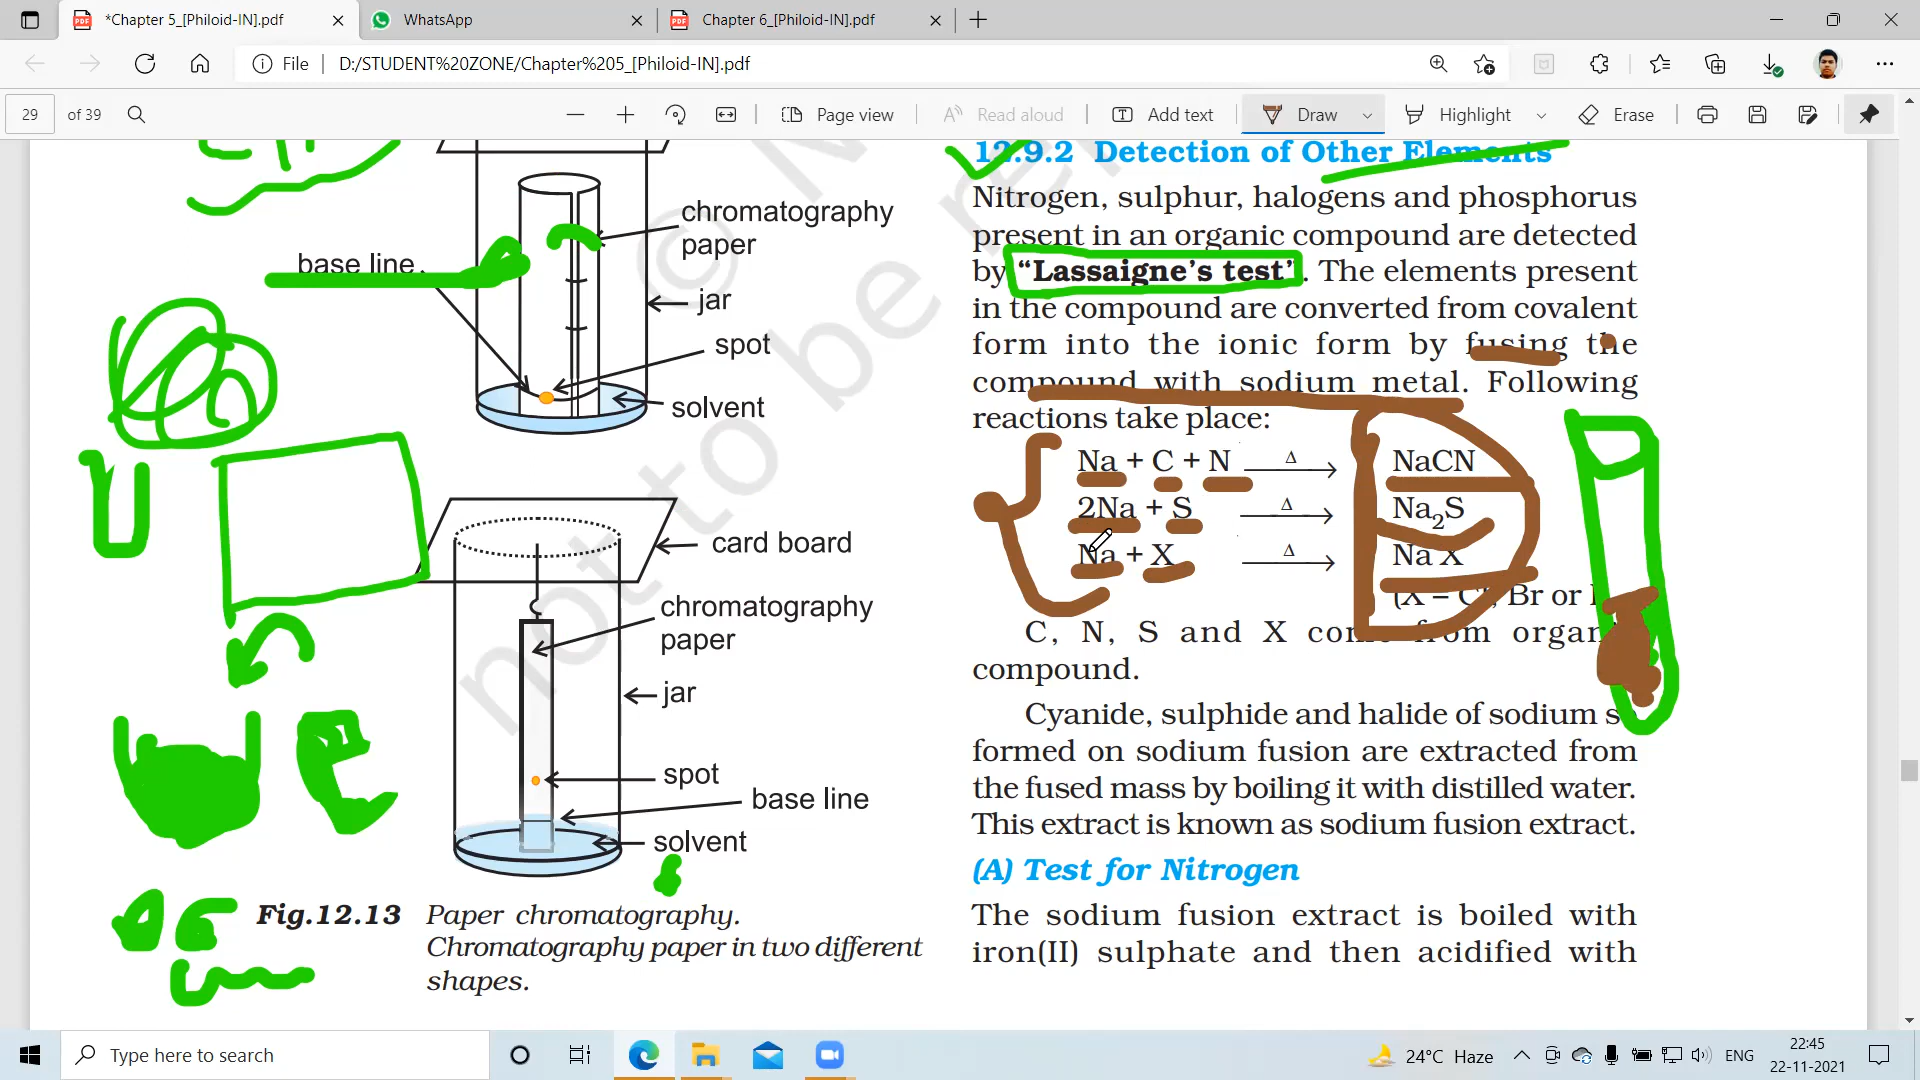 *Chapter 5_[Philoid-IN].pdf
WhatsApp
Chapter 6_[Philoid-IN].pdf
File
D:/STUDENT%20ZONE/Chapter%205_[Philoid-IN].pdf
29 of 39
Page view
Read aloud
Add text
Draw
Highlight
Erase
chromatography
paper
base line
jar
spot
solvent
card board
chromatography
paper
jar
spot
base line
solvent
Fig.12.13 Paper chromatography.
Chromatography paper in two different
shapes.
12.9.2 Detection of Other Elements
Nitrogen, sulphur, halogens and phosphorus
present in an organic compound are detected
by “Lassaigne’s test”. The elements present
in the compound are converted from covalent
form into the ionic form by fusing the
compound with sodium metal. Following
reactions take place:
Na + C + N Δ NaCN
2Na + S Δ Na₂S
Na + X Δ Na X
(X = Cl, Br or
C, N, S and X come from organic
compound.
Cyanide, sulphide and halide of sodium so
formed on sodium fusion are extracted from
the fused mass by boiling it with distilled water.
This extract is known as sodium fusion extract.
(A) Test for Nitrogen
The sodium fusion extract is boiled with
iron(II) sulphate and then acidified with
© not to be re
Type here to search
24°C Haze
ENG
22:45
22-11-2021